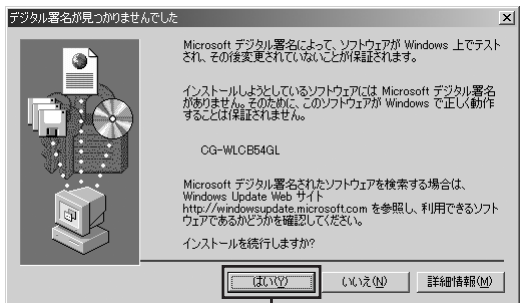 デジタル署名が見つかりませんでした
Microsoft デジタル署名によって、ソフトウェアが Windows 上でテスト
され、その後変更されていないことが保証されます。
インストールしようとしているソフトウェアには Microsoft デジタル署名
がありません。そのために、このソフトウェアが Windows で正しく動作
することは保証されません。
CG-WLCB54GL
Microsoft デジタル署名されたソフトウェアを検索する場合は、
Windows Update Web サイト
http://windowsupdate.microsoft.com を参照し、利用できるソフト
ウェアであるかどうかを確認してください。
インストールを続行しますか?
はい(Y) いいえ(N) 詳細情報(M)